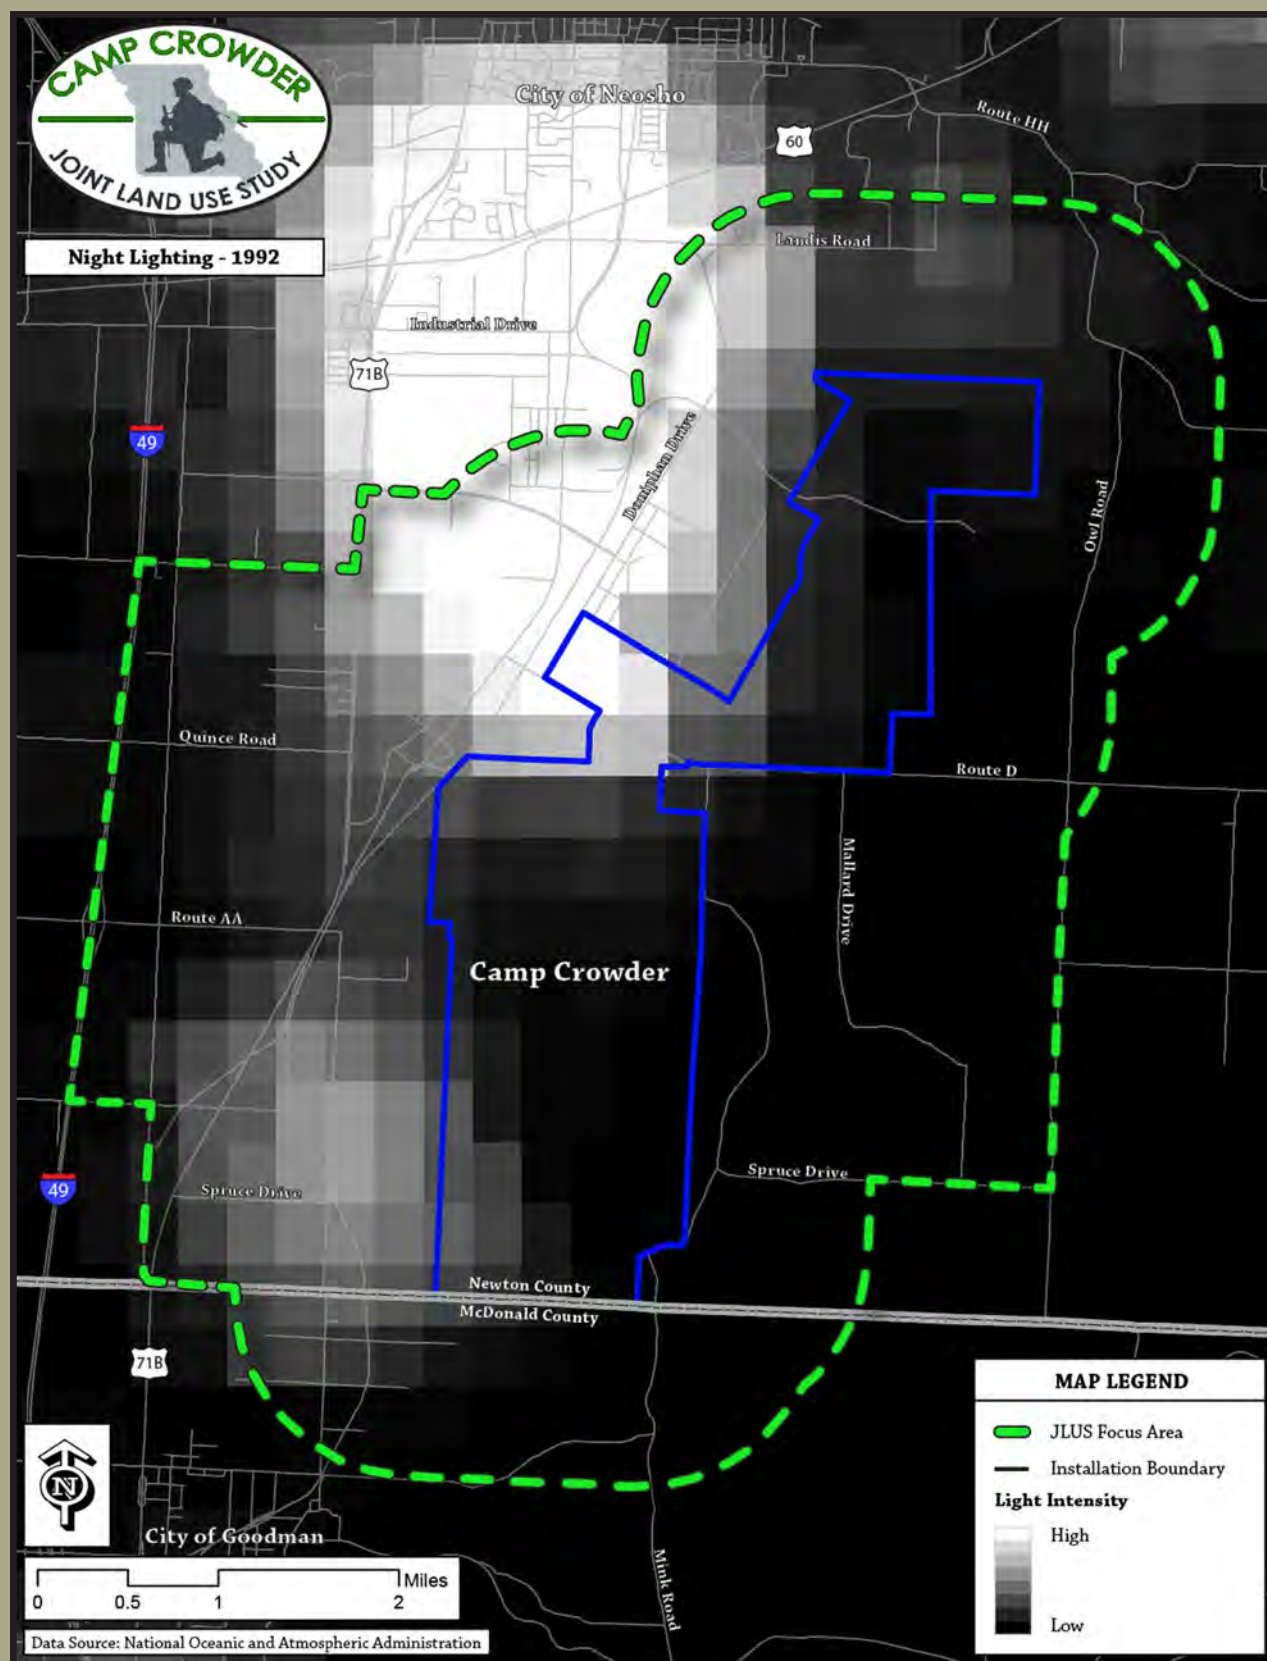 CAMP CROWDER
JOINT LAND USE STUDY
Night Lighting - 1992
City of Neosho
60
Route HH
Landis Road
Industrial Drive
71B
49
Doniphan Drive
Owl Road
Quince Road
Route D
Mallard Drive
Route AA
Camp Crowder
Spruce Drive
49
Spruce Drive
Newton County
McDonald County
71B
MAP LEGEND
JLUS Focus Area
Installation Boundary
Light Intensity
High
Low
N
City of Goodman
Mink Road
Miles
0 0.5 1 2
Data Source: National Oceanic and Atmospheric Administration